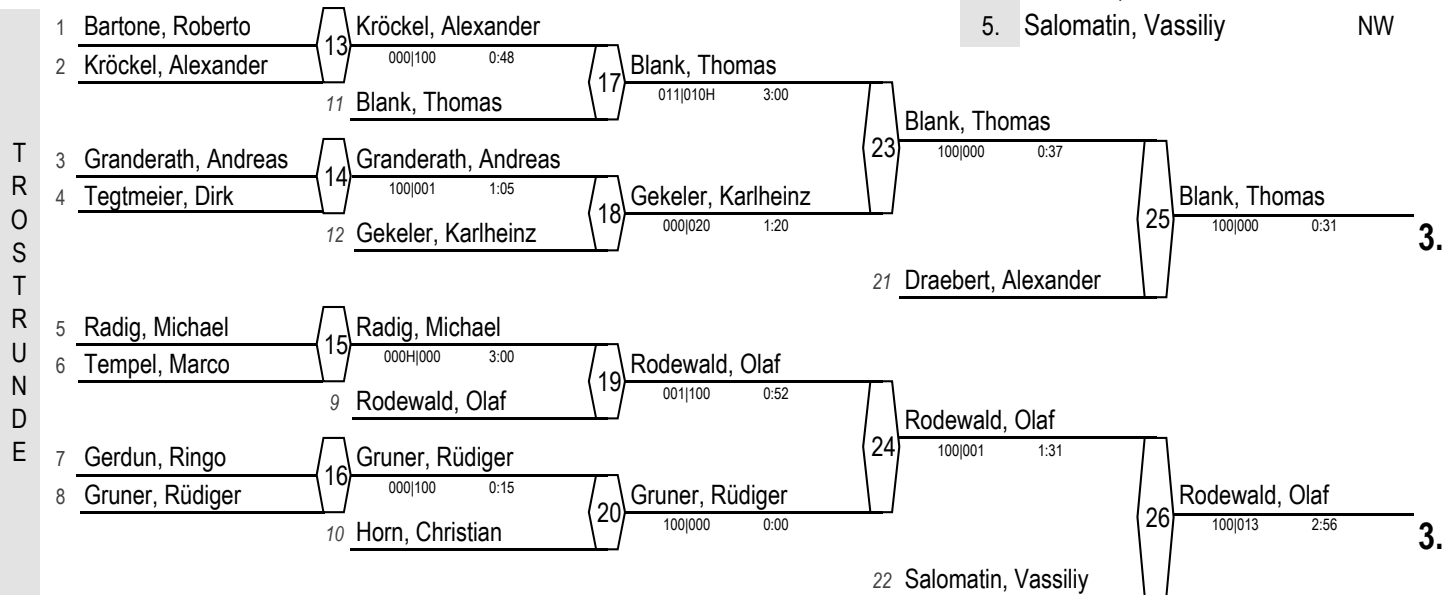 5. Salomatin, Vassiliy NW
TROSTRUNDE
1 Bartone, Roberto
2 Kröckel, Alexander
13
Kröckel, Alexander
000|100 0:48
11 Blank, Thomas
17
Blank, Thomas
011|010H 3:00
3 Granderath, Andreas
4 Tegtmeier, Dirk
14
Granderath, Andreas
100|001 1:05
12 Gekeler, Karlheinz
18
Gekeler, Karlheinz
000|020 1:20
23
Blank, Thomas
100|000 0:37
21 Draebert, Alexander
25
Blank, Thomas
100|000 0:31
3.
5 Radig, Michael
6 Tempel, Marco
15
Radig, Michael
000H|000 3:00
9 Rodewald, Olaf
19
Rodewald, Olaf
001|100 0:52
7 Gerdun, Ringo
8 Gruner, Rüdiger
16
Gruner, Rüdiger
000|100 0:15
10 Horn, Christian
20
Gruner, Rüdiger
100|000 0:00
24
Rodewald, Olaf
100|001 1:31
22 Salomatin, Vassiliy
26
Rodewald, Olaf
100|013 2:56
3.